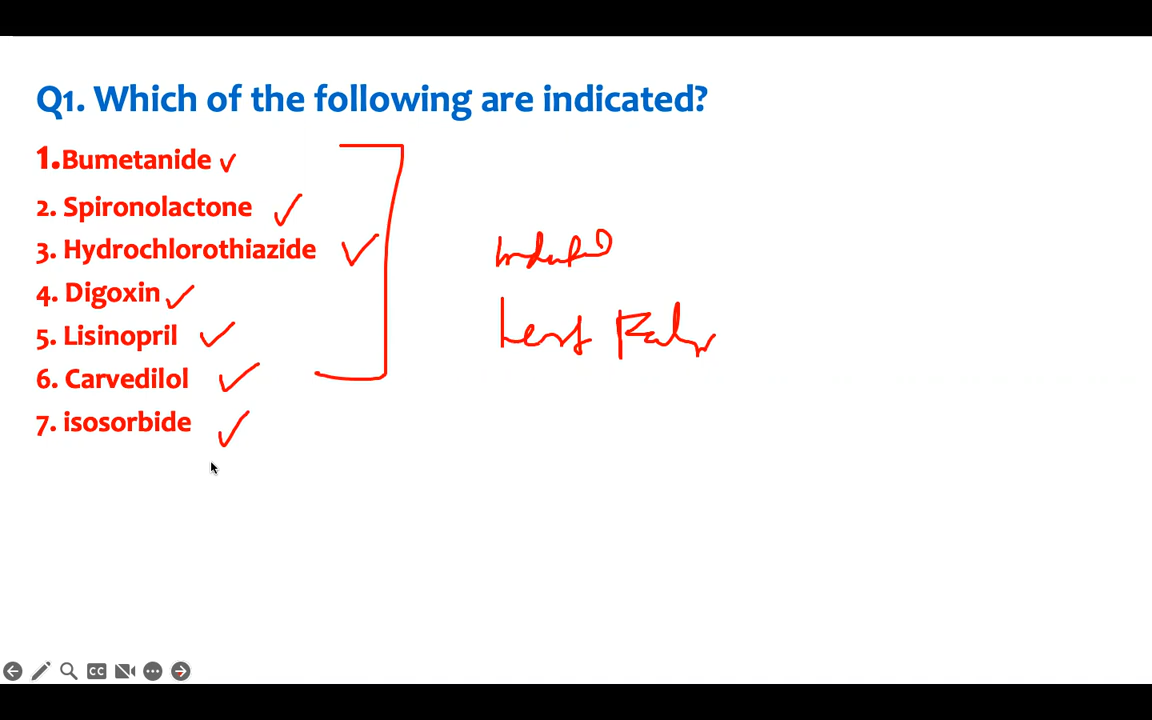 Q1. Which of the following are indicated?
1.Bumetanide ✓
2. Spironolactone ✓
3. Hydrochlorothiazide ✓
4. Digoxin ✓
5. Lisinopril ✓
6. Carvedilol ✓
7. isosorbide ✓
CC